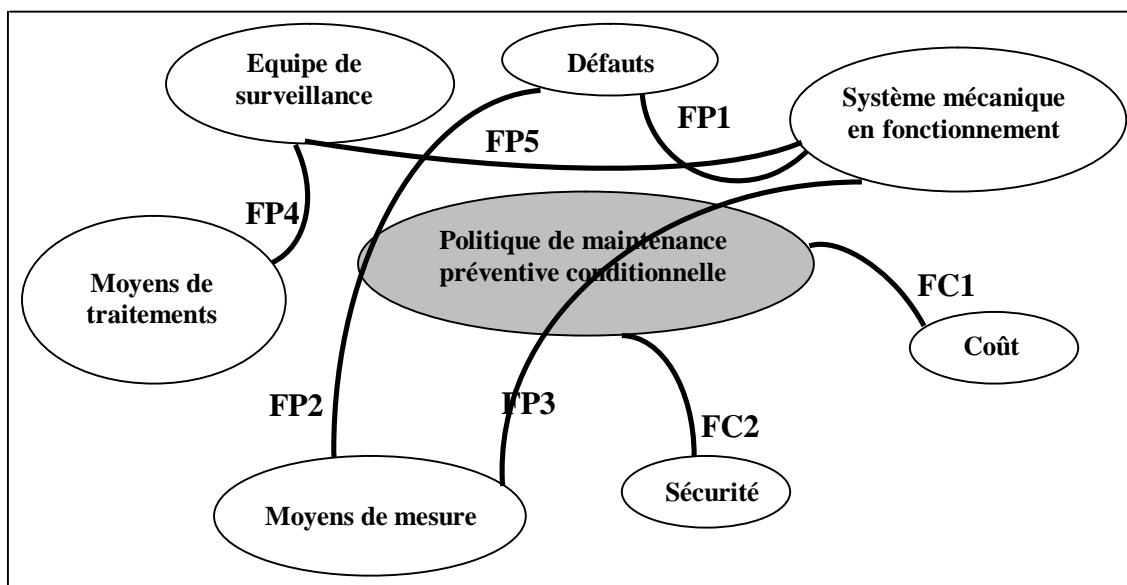 Equipe de
surveillance
Défauts
Système mécanique
en fonctionnement
FP1
FP5
FP4
Politique de maintenance
préventive conditionnelle
Moyens de
traitements
FC1
Coût
FP2
FP3
FC2
Sécurité
Moyens de mesure